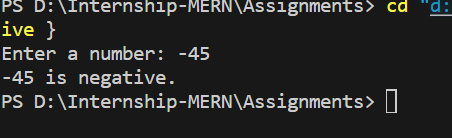 PS D:\Internship-MERN\Assignments> cd "d:
ive }
Enter a number: -45
-45 is negative.
PS D:\Internship-MERN\Assignments>